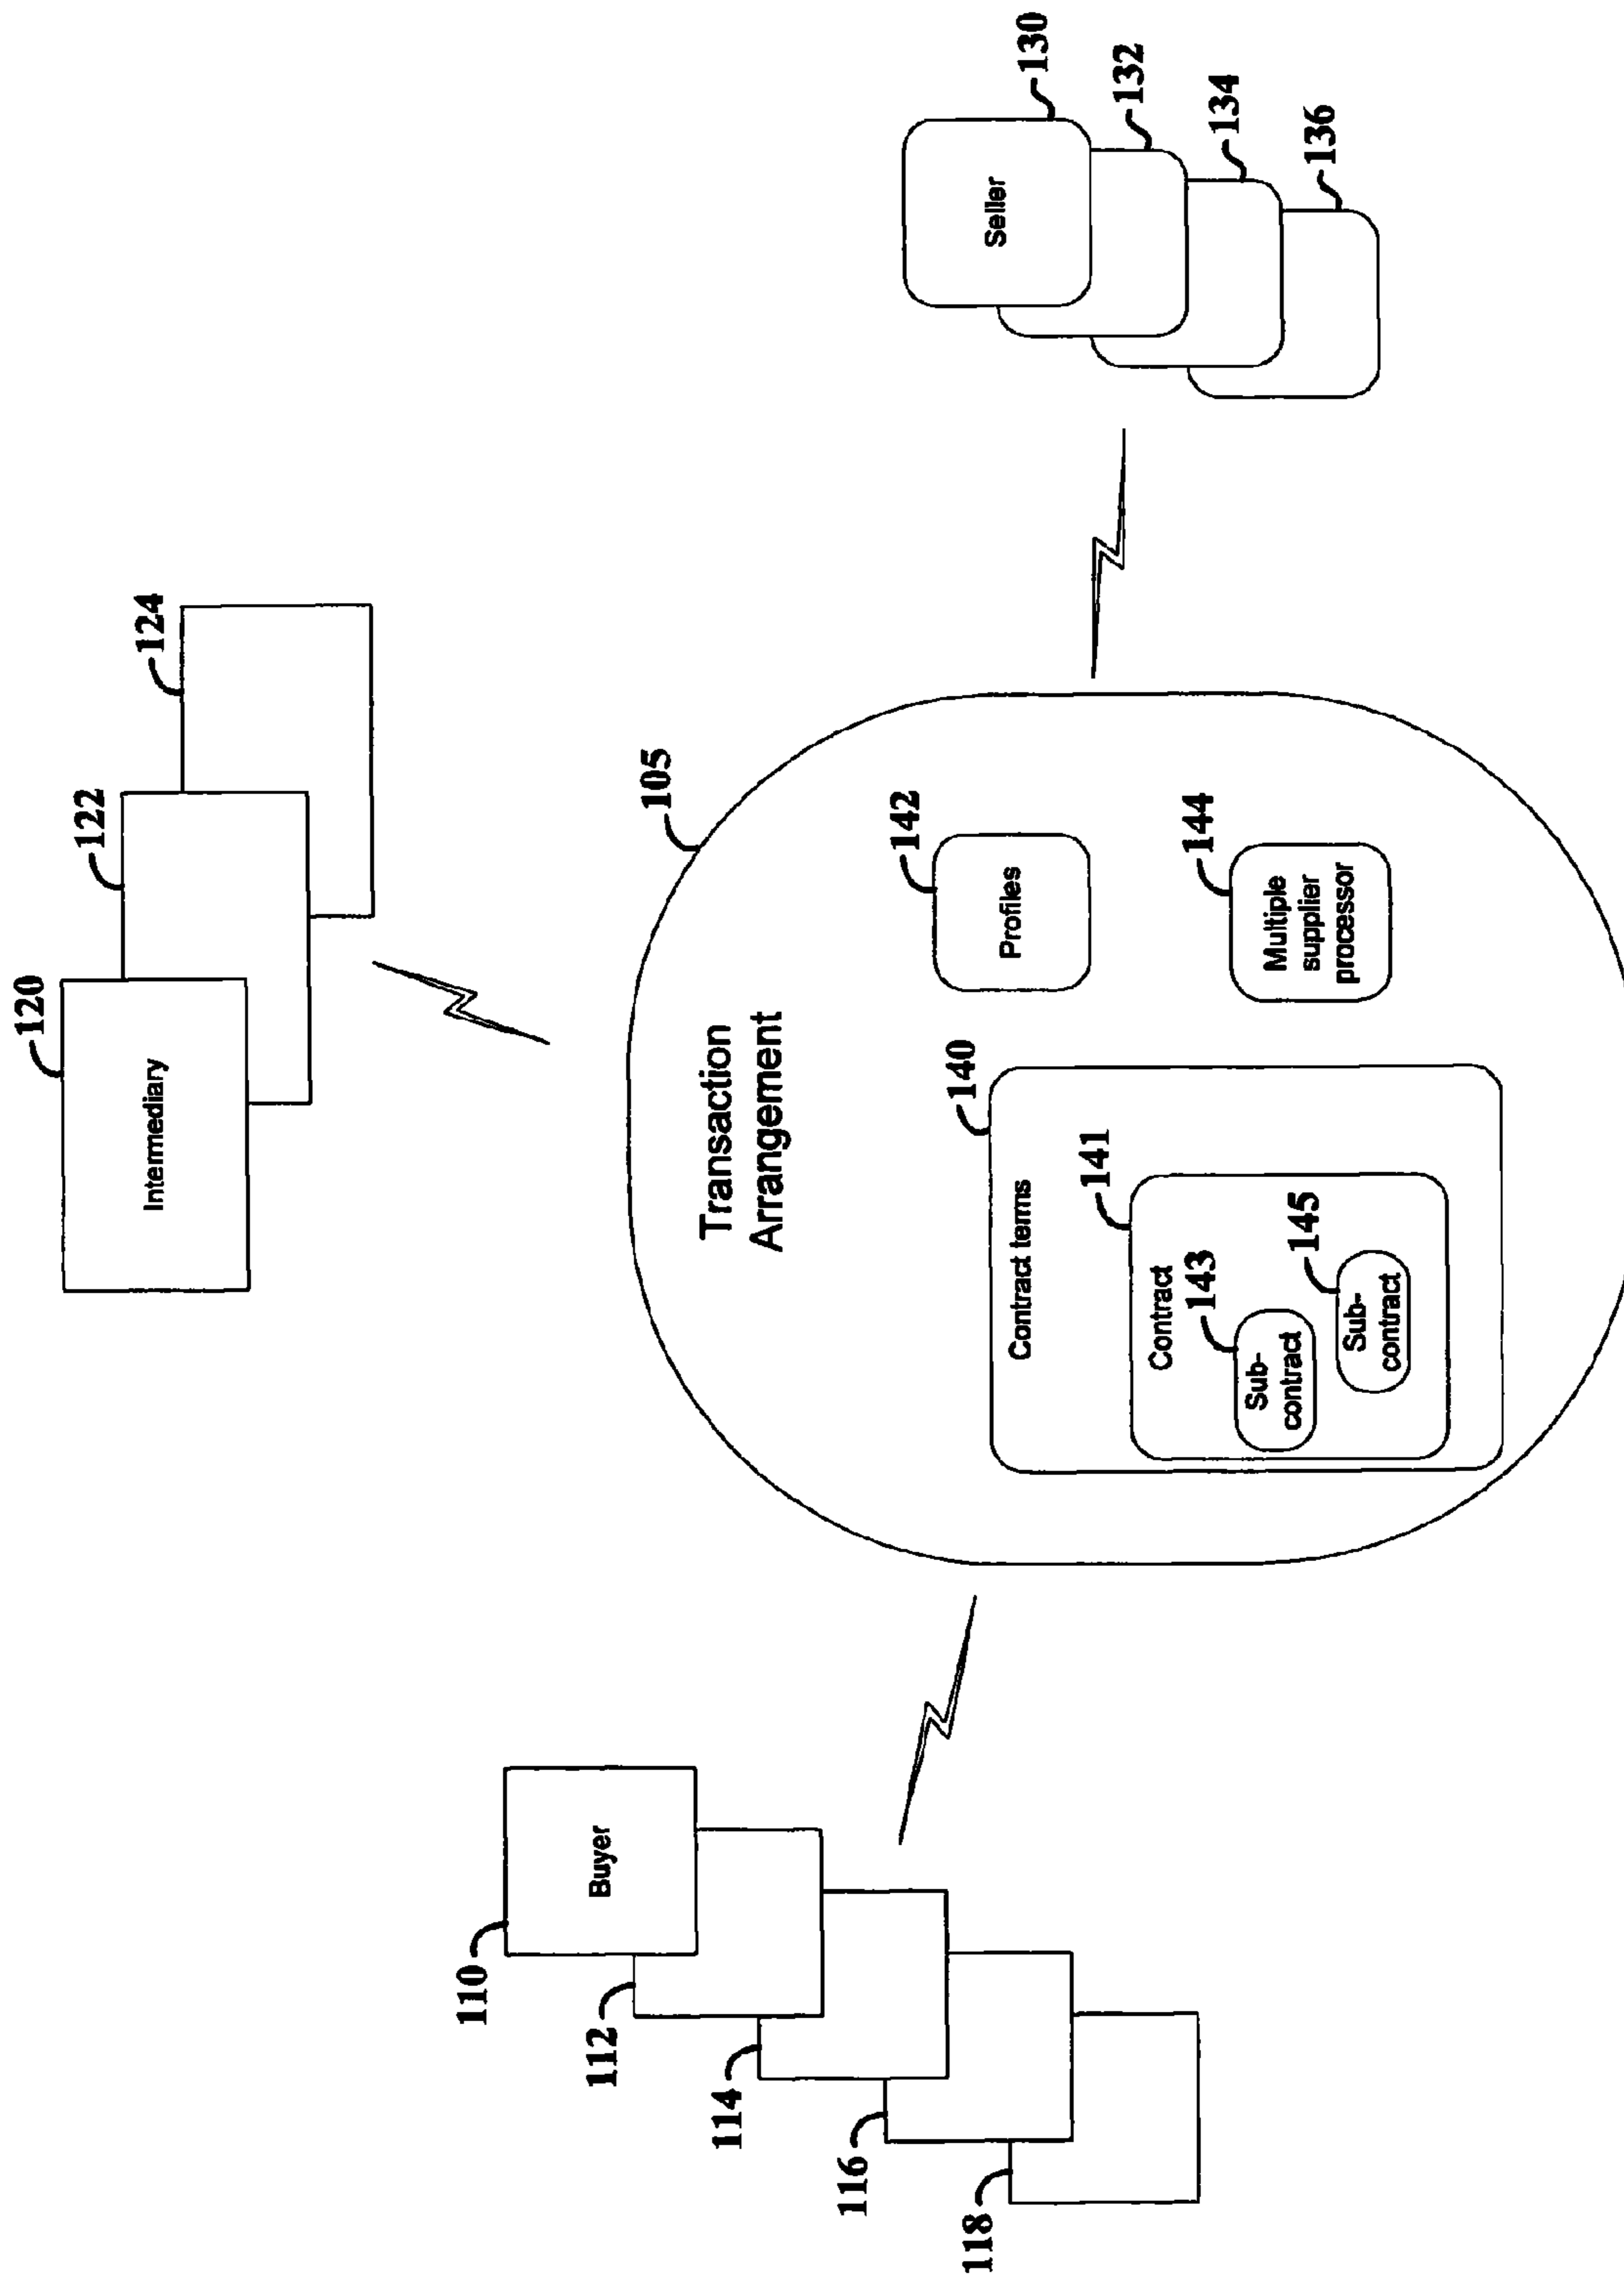 120
Intermediary
122
124
110
Buyer
112
114
116
118
105
Transaction
Arrangement
140
Contract terms
141
Contract
143
Sub-
contract
145
Sub-
contract
142
Profiles
144
Multiple
supplier
processor
130
Seller
132
134
136